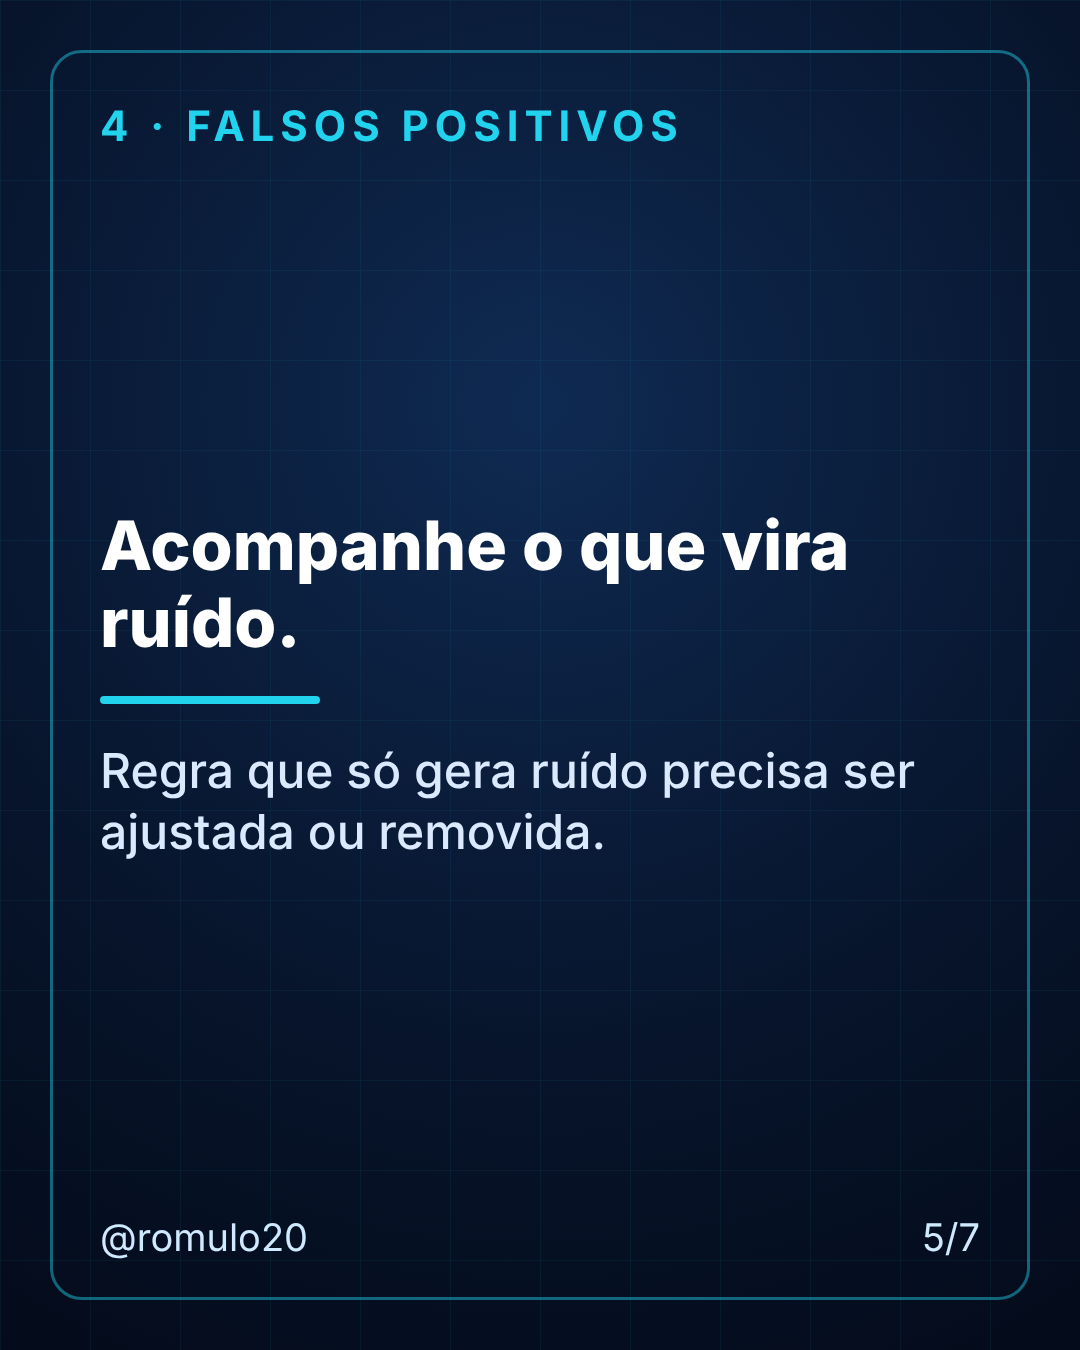 4 · FALSOS POSITIVOS
Acompanhe o que vira
ruído.
Regra que só gera ruído precisa ser
ajustada ou removida.
@romulo20
5/7